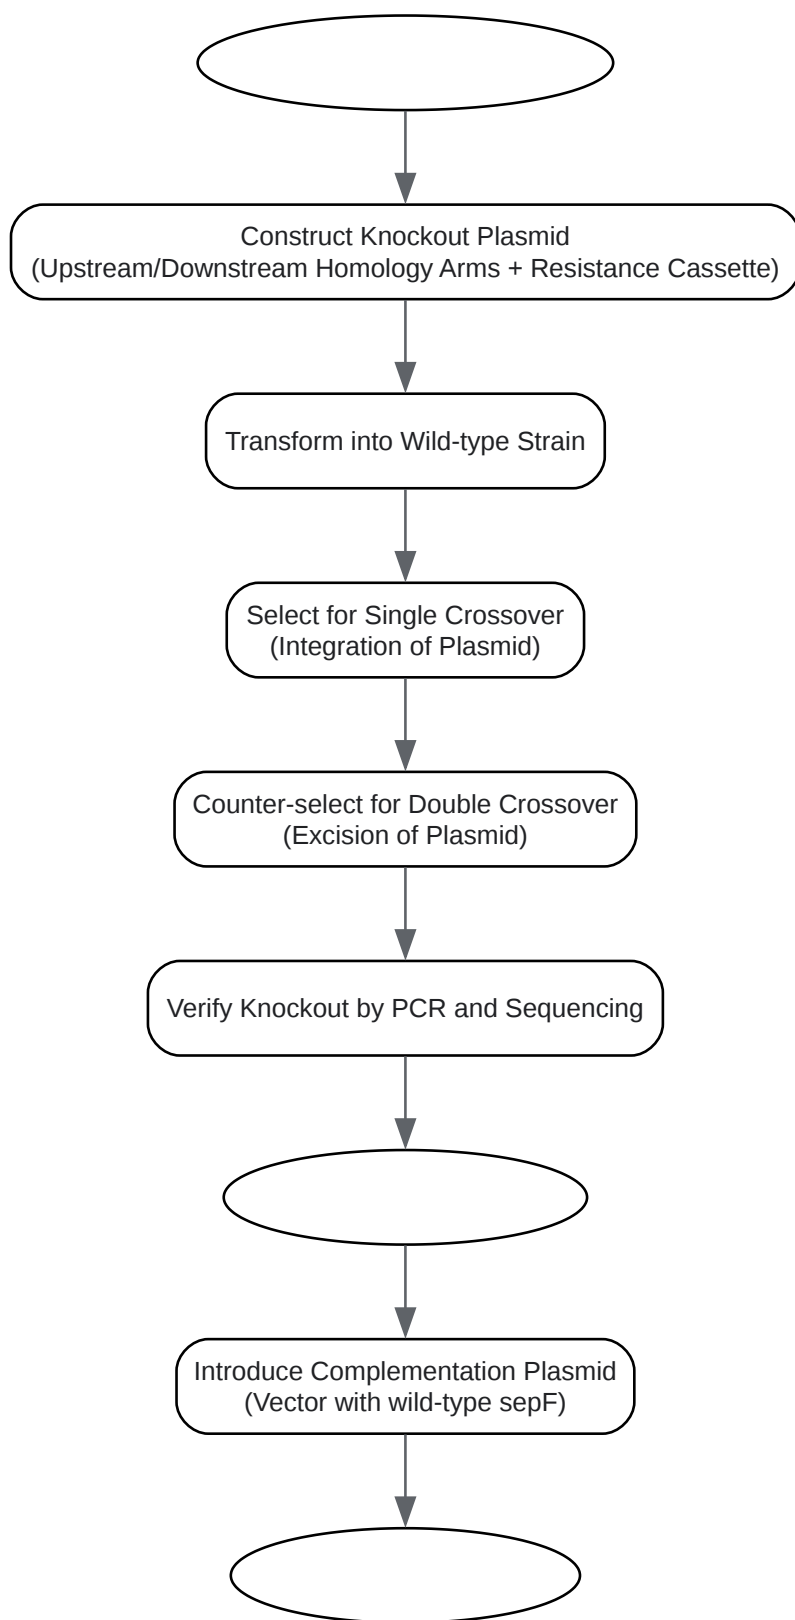 Construct Knockout Plasmid
(Upstream/Downstream Homology Arms + Resistance Cassette)
Transform into Wild-type Strain
Select for Single Crossover
(Integration of Plasmid)
Counter-select for Double Crossover
(Excision of Plasmid)
Verify Knockout by PCR and Sequencing
Introduce Complementation Plasmid
(Vector with wild-type sepF)